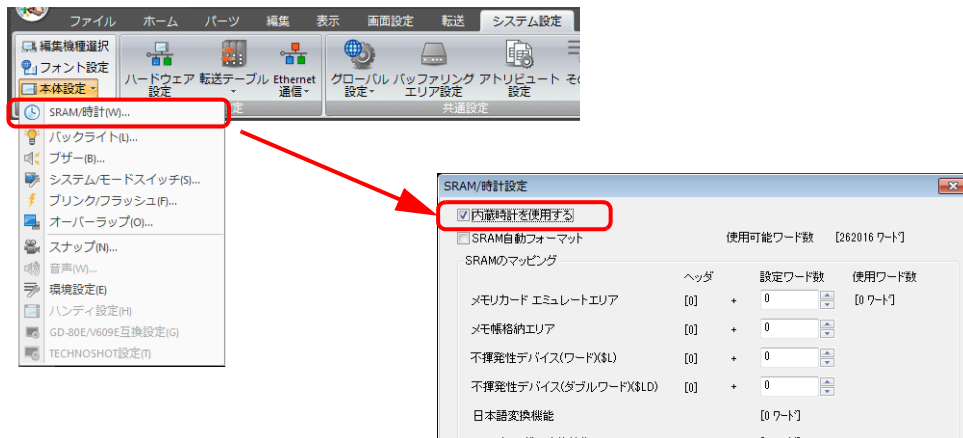 ファイル ホーム パーツ 編集 表示 画面設定 転送 システム設定
編集機種選択
フォント設定
本体設定
ハードウェア 設定
転送テーブル
Ethernet 通信
グローバル 設定
バッファリング エリア設定
アトリビュート 設定
定
共通設定
SRAM/時計(W)...
バックライト(L)...
ブザー(B)...
システム/モードスイッチ(S)...
ブリンク/フラッシュ(F)...
オーバーラップ(O)...
スナップ(N)...
音声(W)...
環境設定(E)
ハンディ設定(H)
GD-80E/V609E互換設定(G)
TECHNOSHOT設定(T)
SRAM/時計設定
内蔵時計を使用する
SRAM自動フォーマット 使用可能ワード数 [262016 ワード]
SRAMのマッピング
ヘッダ 設定ワード数 使用ワード数
メモリカード エミュレートエリア [0] + 0 [0 ワード]
メモ帳格納エリア [0] + 0
不揮発性デバイス(ワード)($L) [0] + 0
不揮発性デバイス(ダブルワード)($LD) [0] + 0
日本語変換機能 [0 ワード]